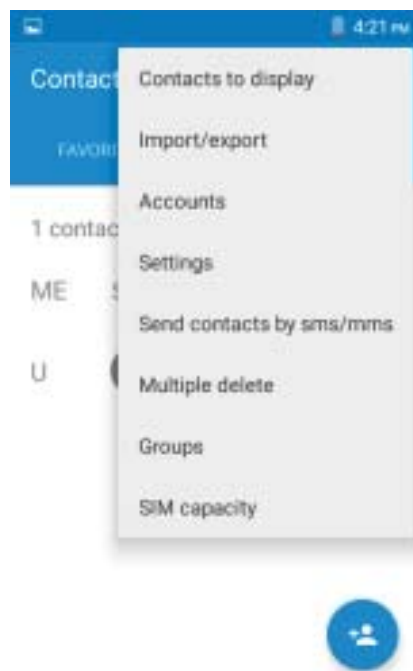 4:21 PM
Contact
Contacts to display
Import/export
FAVORI
Accounts
1 contac
Settings
ME
Send contacts by sms/mms
U
Multiple delete
Groups
SIM capacity